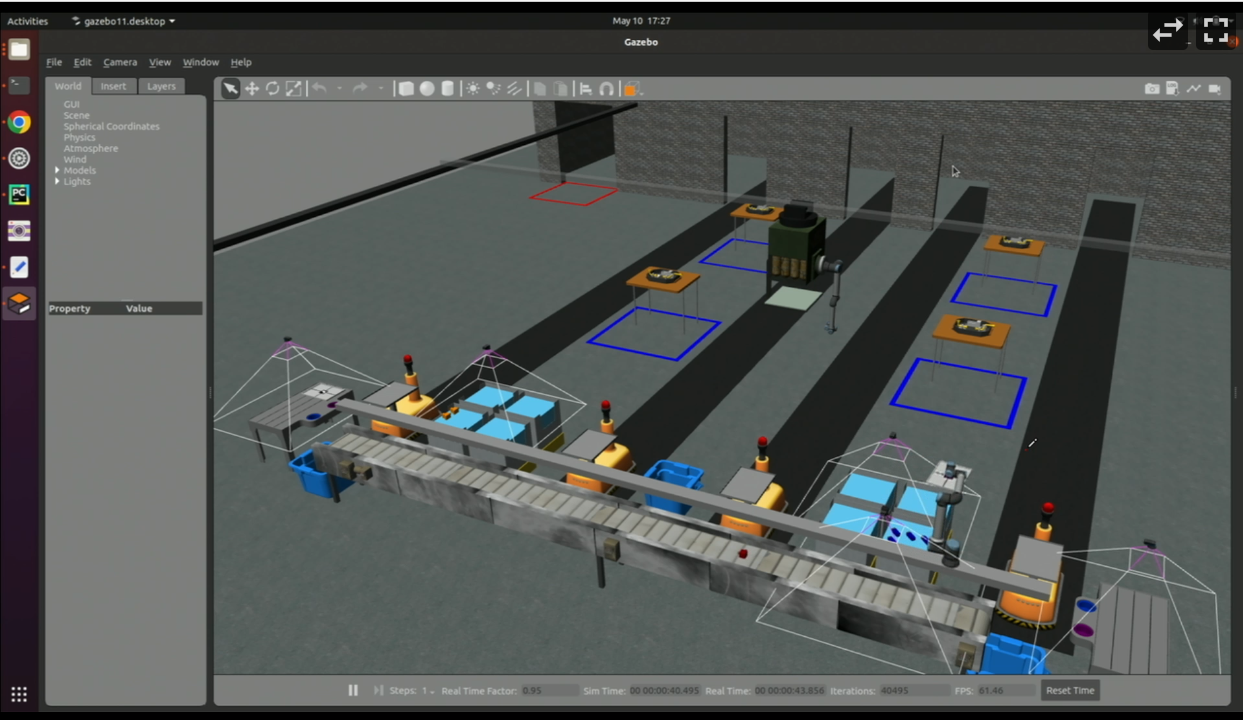 Activities gazebo11.desktop May 10 17:27
Gazebo
File Edit Camera View Window Help
World Insert Layers
GUI
Scene
Spherical Coordinates
Physics
Atmosphere
Wind
Models
Lights
Property Value
PC
Steps: 1 Real Time Factor: 0.95 Sim Time: 00 00:00:40.495 Real Time: 00 00:00:43.856 Iterations: 40495 FPS: 61.46 Reset Time